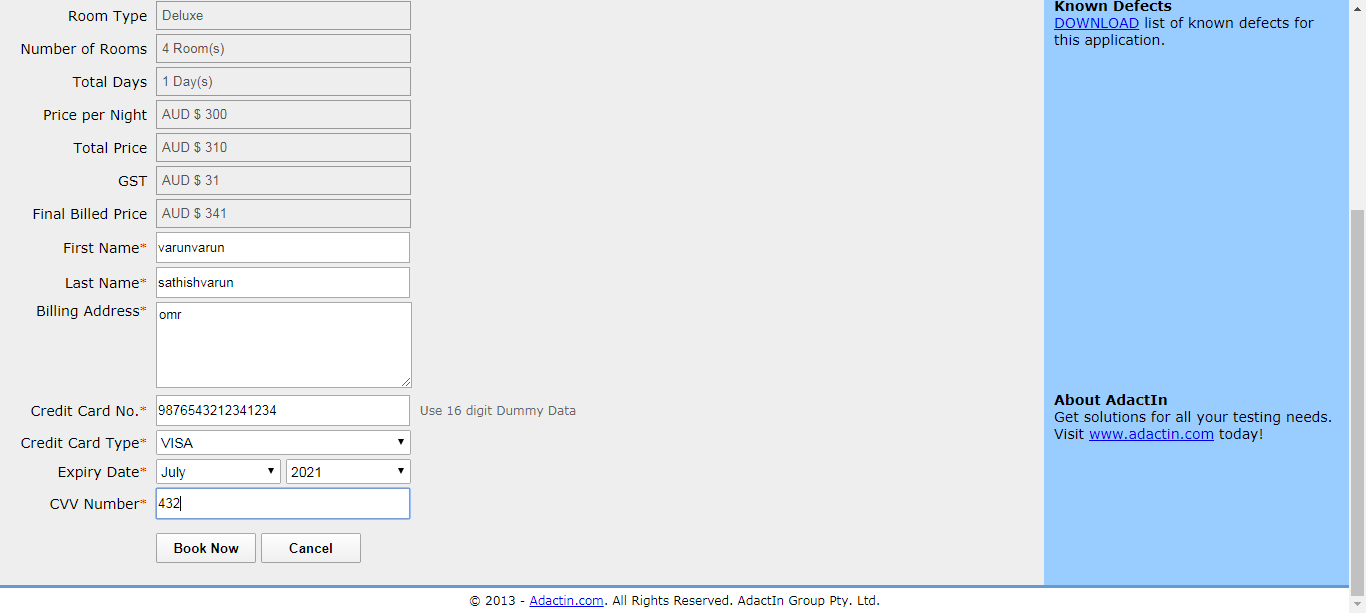 Room Type Deluxe
Number of Rooms 4 Room(s)
Total Days 1 Day(s)
Price per Night AUD $ 300
Total Price AUD $ 310
GST AUD $ 31
Final Billed Price AUD $ 341
First Name* varunvarun
Last Name* sathishvarun
Billing Address* omr
Credit Card No.* 9876543212341234 Use 16 digit Dummy Data
Credit Card Type* VISA
Expiry Date* July 2021
CVV Number* 432
Book Now Cancel
Known Defects
DOWNLOAD list of known defects for
this application.
About AdactIn
Get solutions for all your testing needs.
Visit www.adactin.com today!
© 2013 - Adactin.com. All Rights Reserved. AdactIn Group Pty. Ltd.